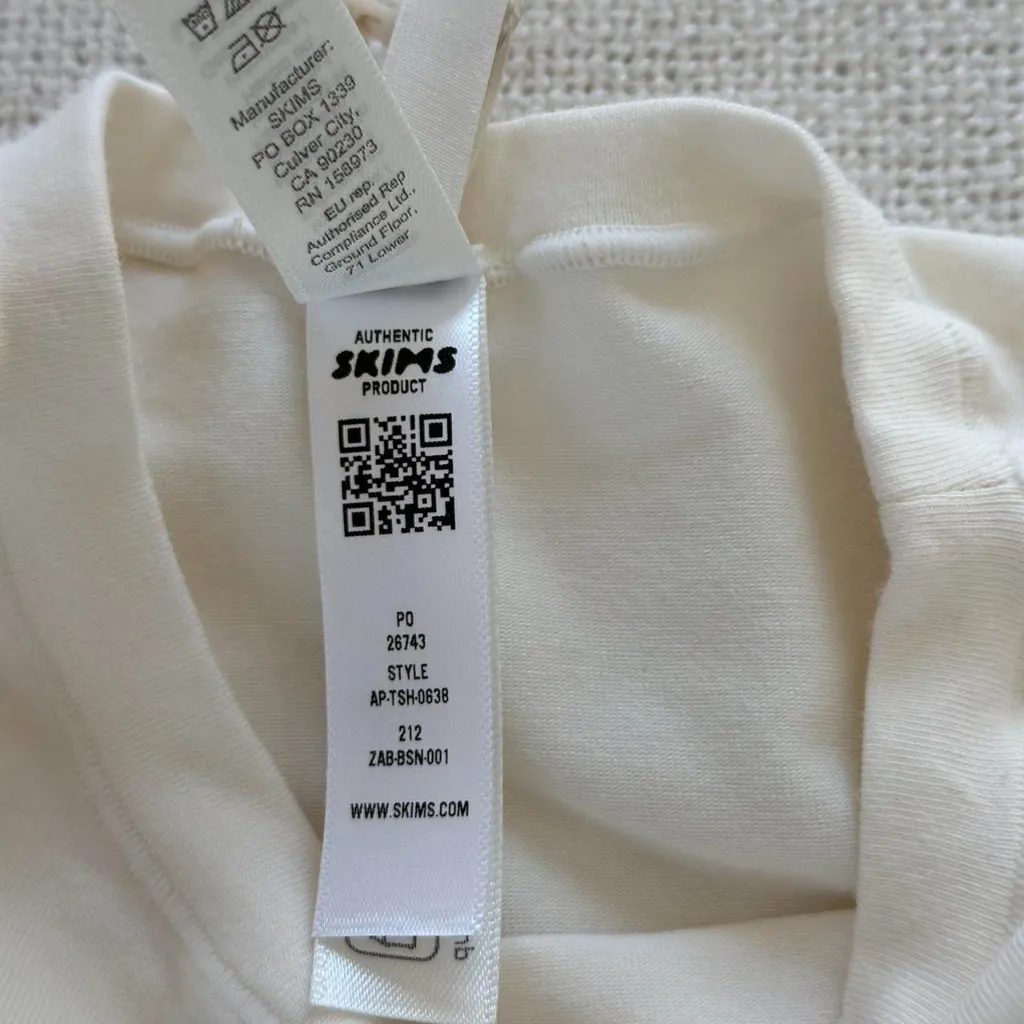 Manufacturer:
SKIMS
PO BOX 1339
Culver City,
CA 90230
RN 158973
EU rep.
Authorised Rep
Compliance Ltd.,
Ground Floor,
71 Lower
AUTHENTIC
SKIMS
PRODUCT
PO
26743
STYLE
AP-TSH-0638
212
ZAB-BSN-001
WWW.SKIMS.COM